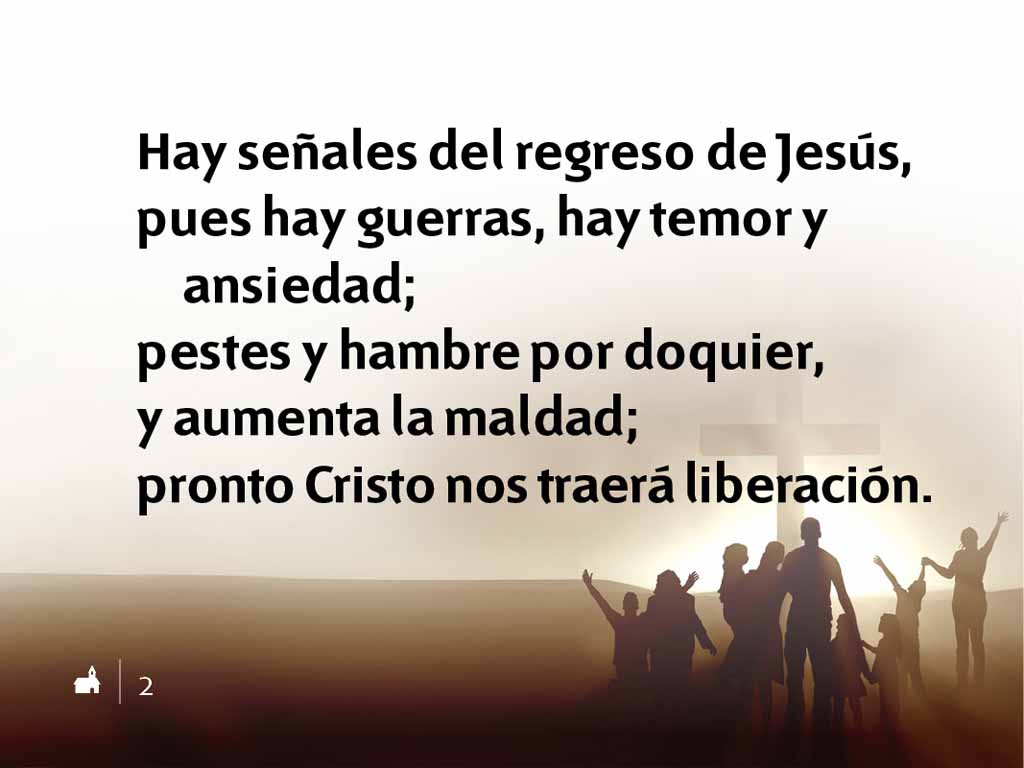 Hay señales del regreso de Jesús,
pues hay guerras, hay temor y
ansiedad;
pestes y hambre por doquier,
y aumenta la maldad;
pronto Cristo nos traerá liberación.
2